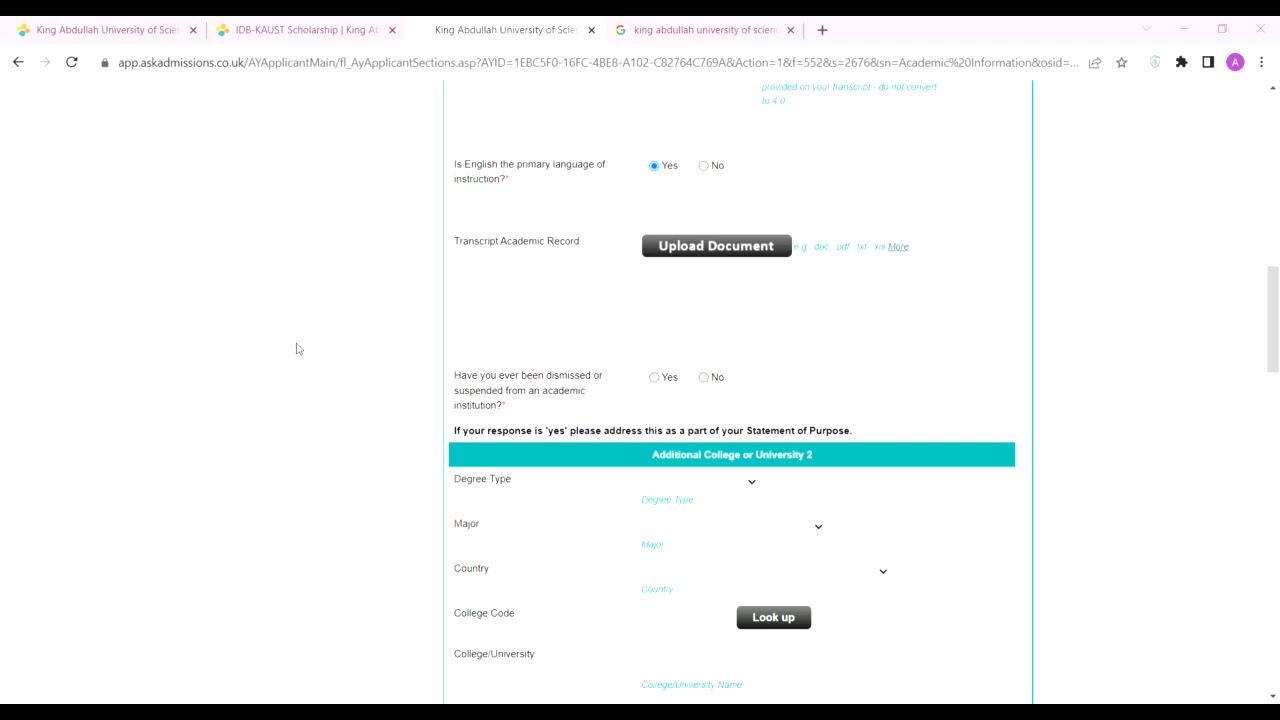 King Abdullah University of Scien
IDB-KAUST Scholarship | King Ab
King Abdullah University of Scien
king abdullah university of scienc
app.askadmissions.co.uk/AYApplicantMain/fl_AyApplicantSections.asp?AYID=1EBC5F0-16FC-4BE8-A102-C82764C769A&Action=1&f=552&s=2676&sn=Academic%20Information&osid=...
A
provided on your transcript - do not convert
to 4 0
Is English the primary language of
instruction?*
Yes
No
Transcript Academic Record
Upload Document
e g doc pdf txt xls More
Have you ever been dismissed or
suspended from an academic
institution?*
Yes
No
If your response is 'yes' please address this as a part of your Statement of Purpose.
Additional College or University 2
Degree Type
Degree Type
Major
Major
Country
Country
College Code
Look up
College/University
College/University Name